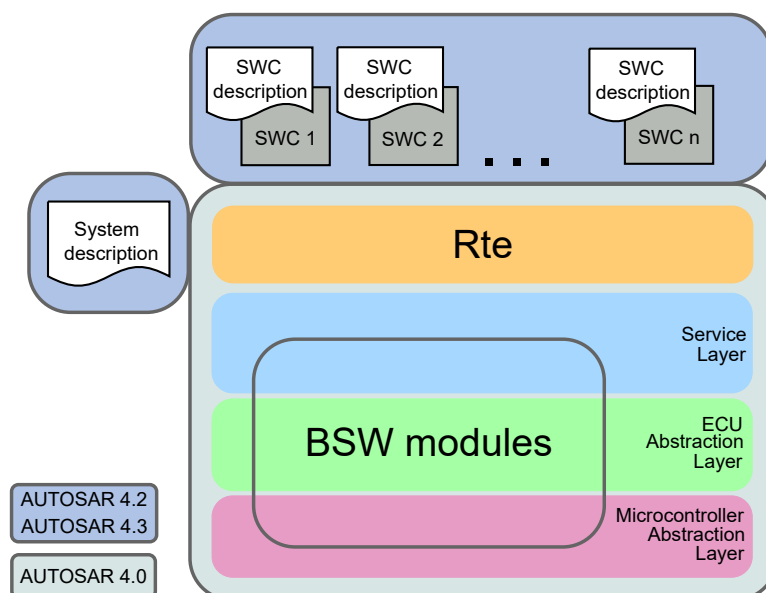 SWC
description
SWC 1
SWC
description
SWC 2
. . .
SWC
description
SWC n
System
description
Rte
Service
Layer
BSW modules
ECU
Abstraction
Layer
Microcontroller
Abstraction
Layer
AUTOSAR 4.2
AUTOSAR 4.3
AUTOSAR 4.0